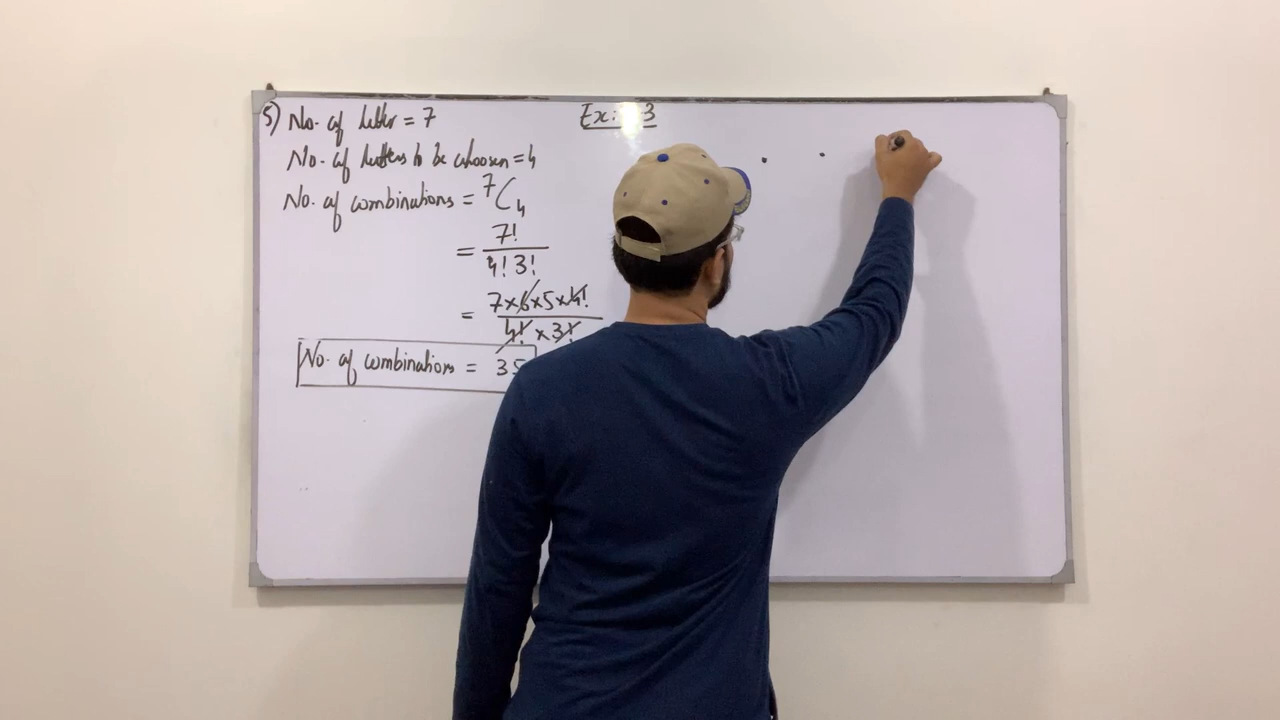 5) No. of letter = 7
Ex: 3
No. of letters to be choosen = 4
No. of combinations = ⁷C₄
= 7! / 4! 3!
= 7×6×5×4! / 4!×3!
No. of combinations = 35